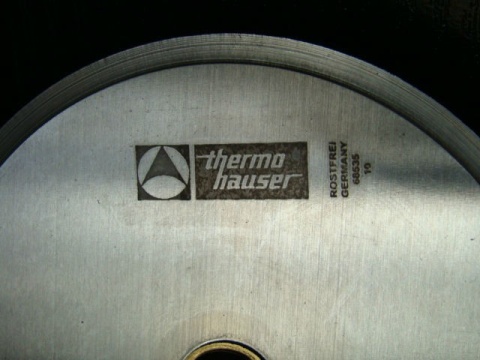 thermo
hauser
ROSTFREI
GERMANY
68535
10